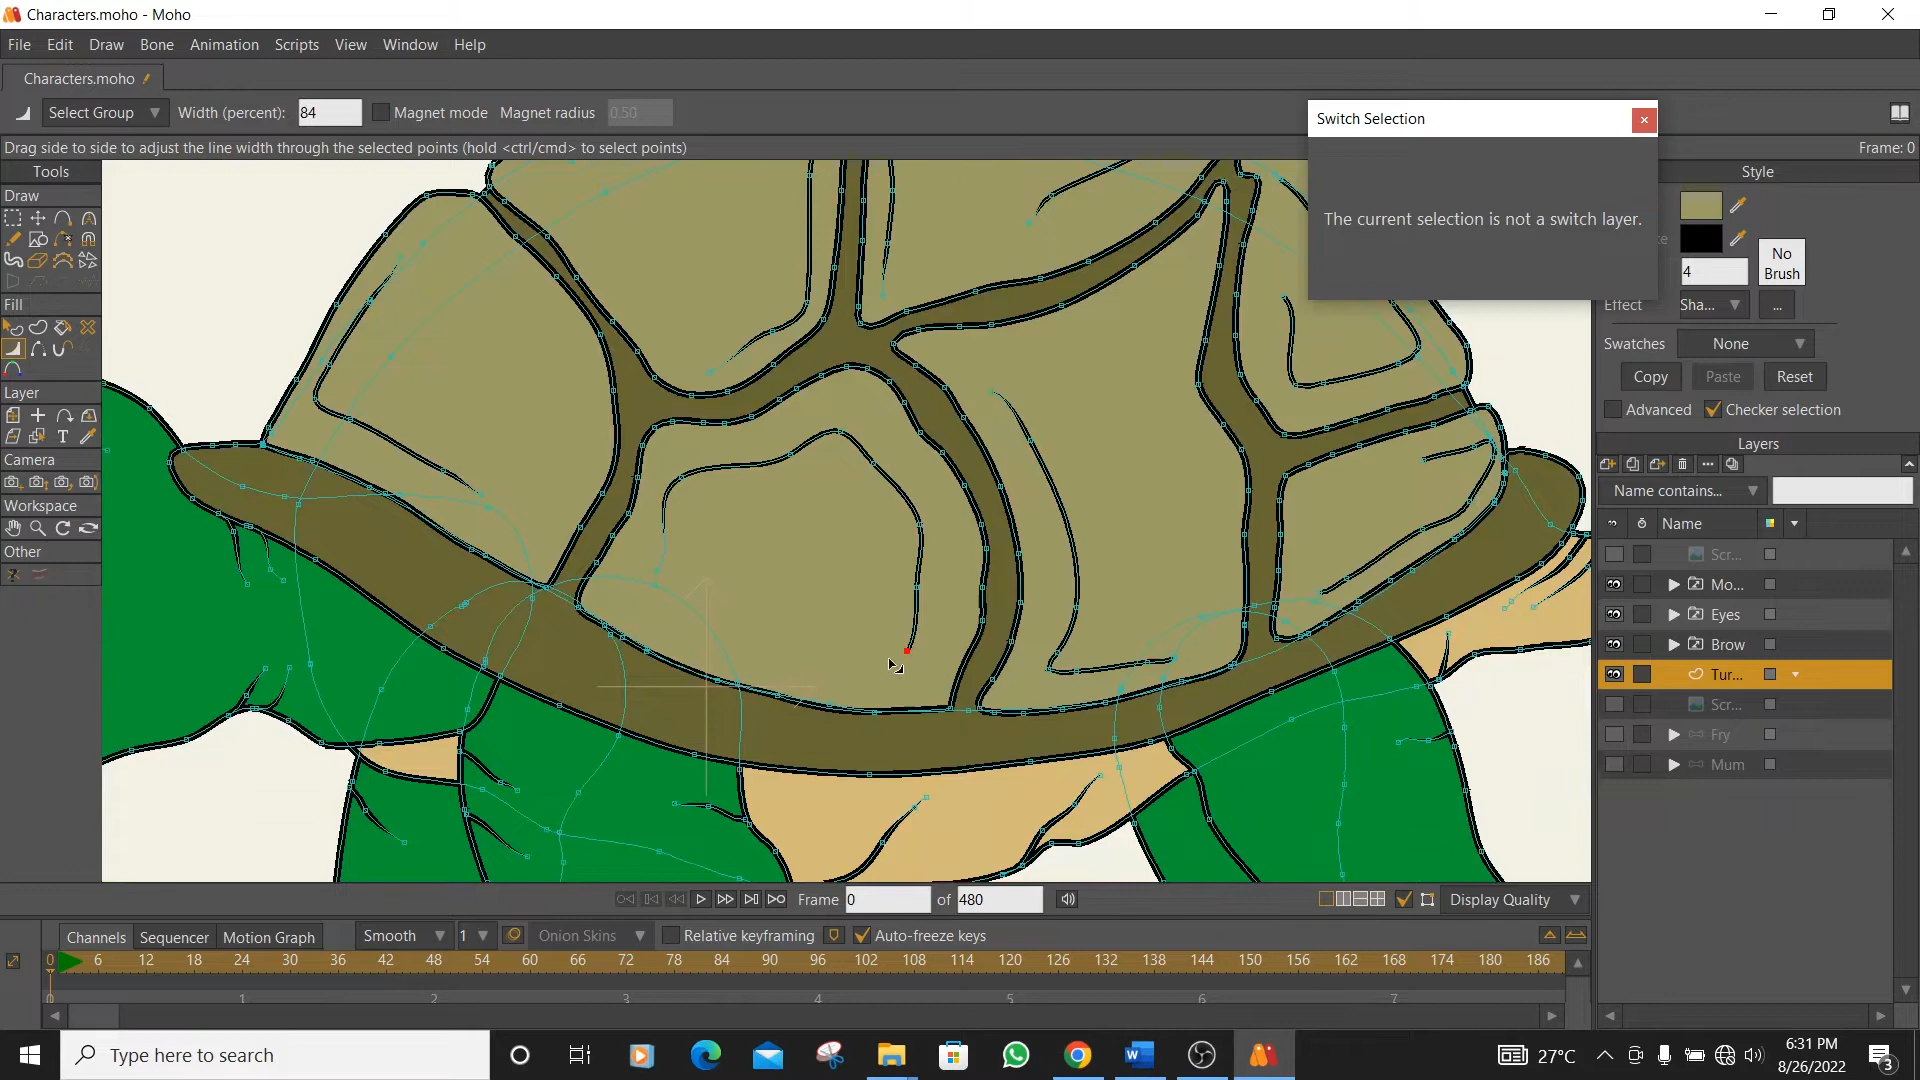 Characters.moho - Moho
File Edit Draw Bone Animation Scripts View Window Help
Characters.moho
Select Group Width (percent): 84 Magnet mode Magnet radius 0.50
Drag side to side to adjust the line width through the selected points (hold <ctrl/cmd> to select points) Frame: 0
Tools
Draw
Fill
Layer
Camera
Workspace
Other
Switch Selection
The current selection is not a switch layer.
Style
4
No Brush
Effect Sha... ...
Swatches None
Copy Paste Reset
Advanced Checker selection
Layers
Name contains...
Name
Scr...
Mo...
Eyes
Brow
Tur...
Scr...
Fry
Mum
Frame 0 of 480 Display Quality
Channels Sequencer Motion Graph Smooth 1 Onion Skins Relative keyframing Auto-freeze keys
0 6 12 18 24 30 36 42 48 54 60 66 72 78 84 90 96 102 108 114 120 126 132 138 144 150 156 162 168 174 180 186
0 1 2 3 4 5 6 7
Type here to search
27°C
6:31 PM
8/26/2022
3